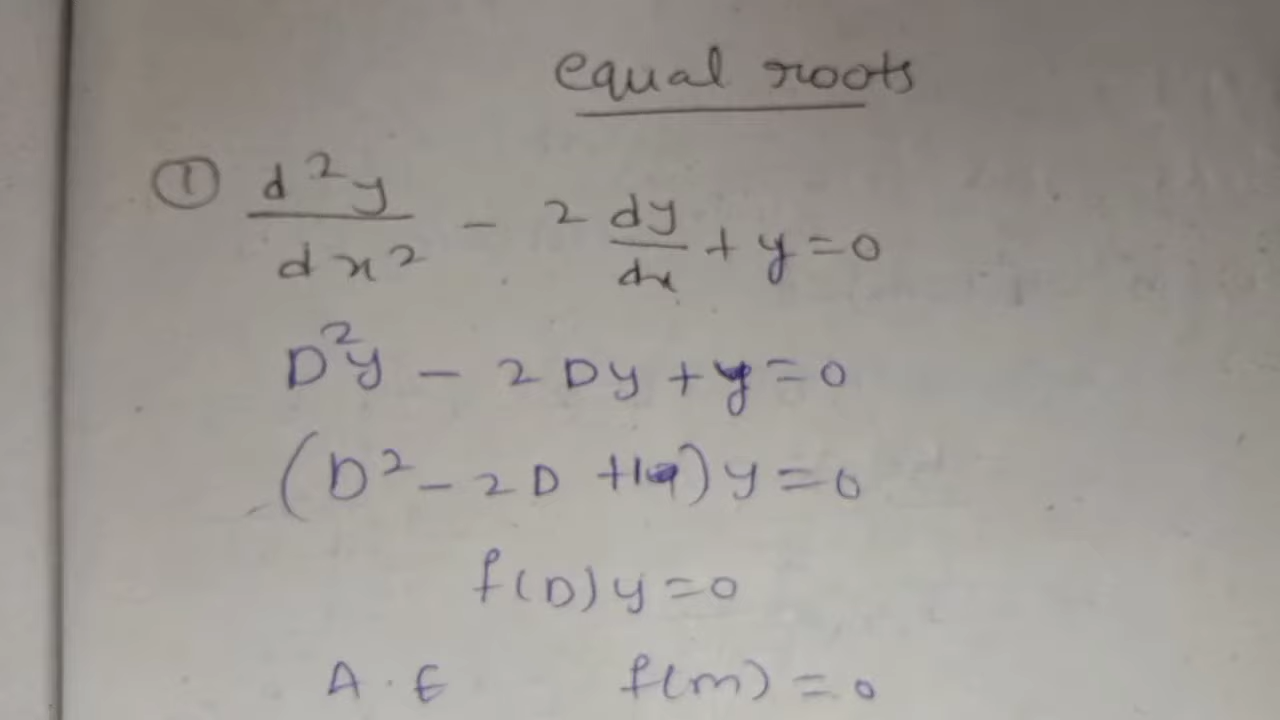 equal roots
① d²y/dx² - 2 dy/dx + y = 0
D²y - 2Dy + y = 0
(D² - 2D + 1) y = 0
f(D) y = 0
A.E f(m) = 0